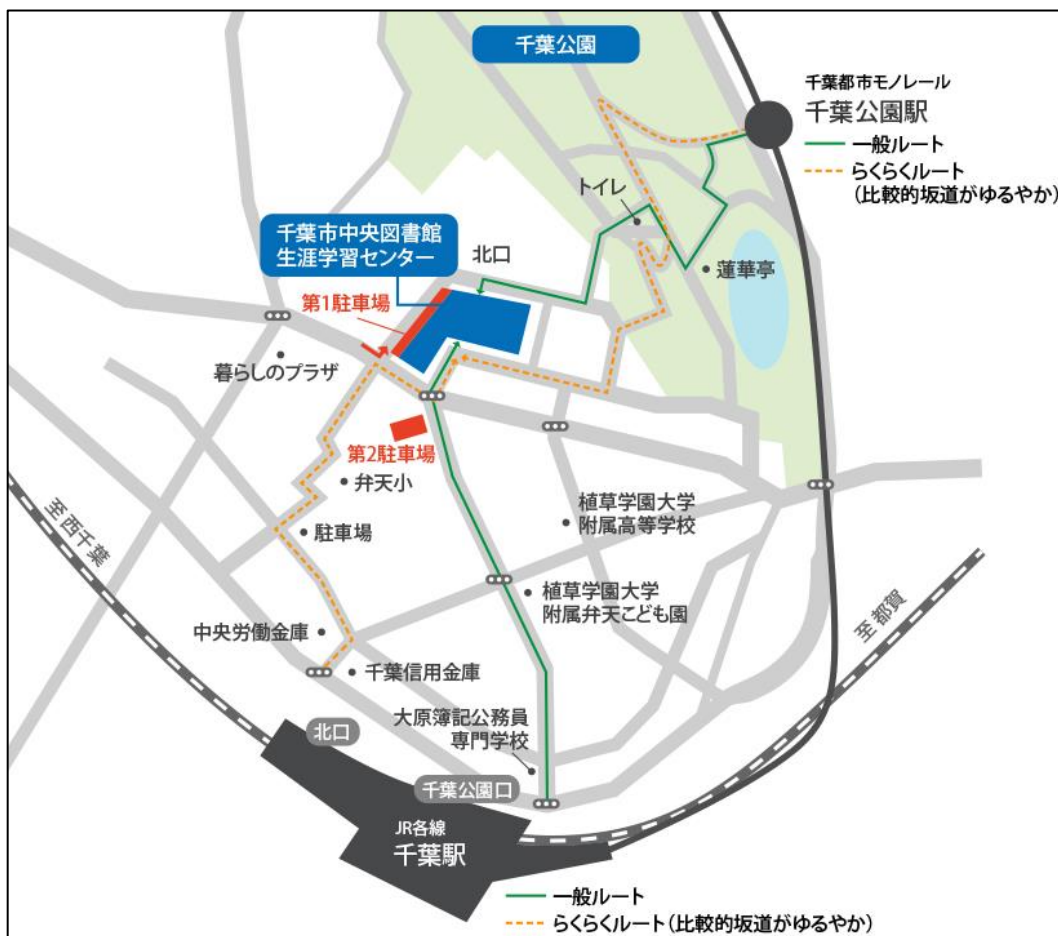 千葉公園
千葉都市モノレール
千葉公園駅
一般ルート
らくらくルート
(比較的坂道がゆるやか)
トイレ
千葉市中央図書館
生涯学習センター
北口
蓮華亭
第1駐車場
暮らしのプラザ
第2駐車場
弁天小
植草学園大学
附属高等学校
至西千葉
駐車場
植草学園大学
附属弁天こども園
至都賀
中央労働金庫
千葉信用金庫
大原簿記公務員
専門学校
北口
千葉公園口
JR各線
千葉駅
一般ルート
らくらくルート(比較的坂道がゆるやか)